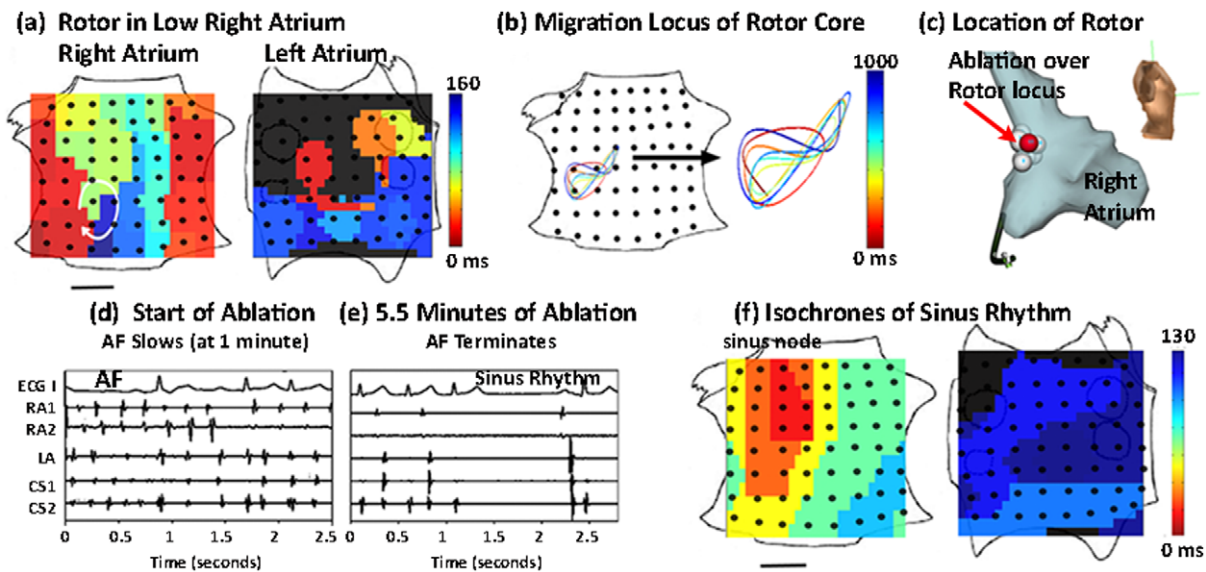 (a) Rotor in Low Right Atrium
Right Atrium
Left Atrium
160
0 ms
(b) Migration Locus of Rotor Core
1000
0 ms
(c) Location of Rotor
Ablation over
Rotor locus
Right
Atrium
(d) Start of Ablation
AF Slows (at 1 minute)
AF
ECG I
RA1
RA2
LA
CS1
CS2
0 0.5 1 1.5 2 2.5
Time (seconds)
(e) 5.5 Minutes of Ablation
AF Terminates
Sinus Rhythm
0 0.5 1 1.5 2 2.5
Time (seconds)
(f) Isochrones of Sinus Rhythm
sinus node
130
0 ms